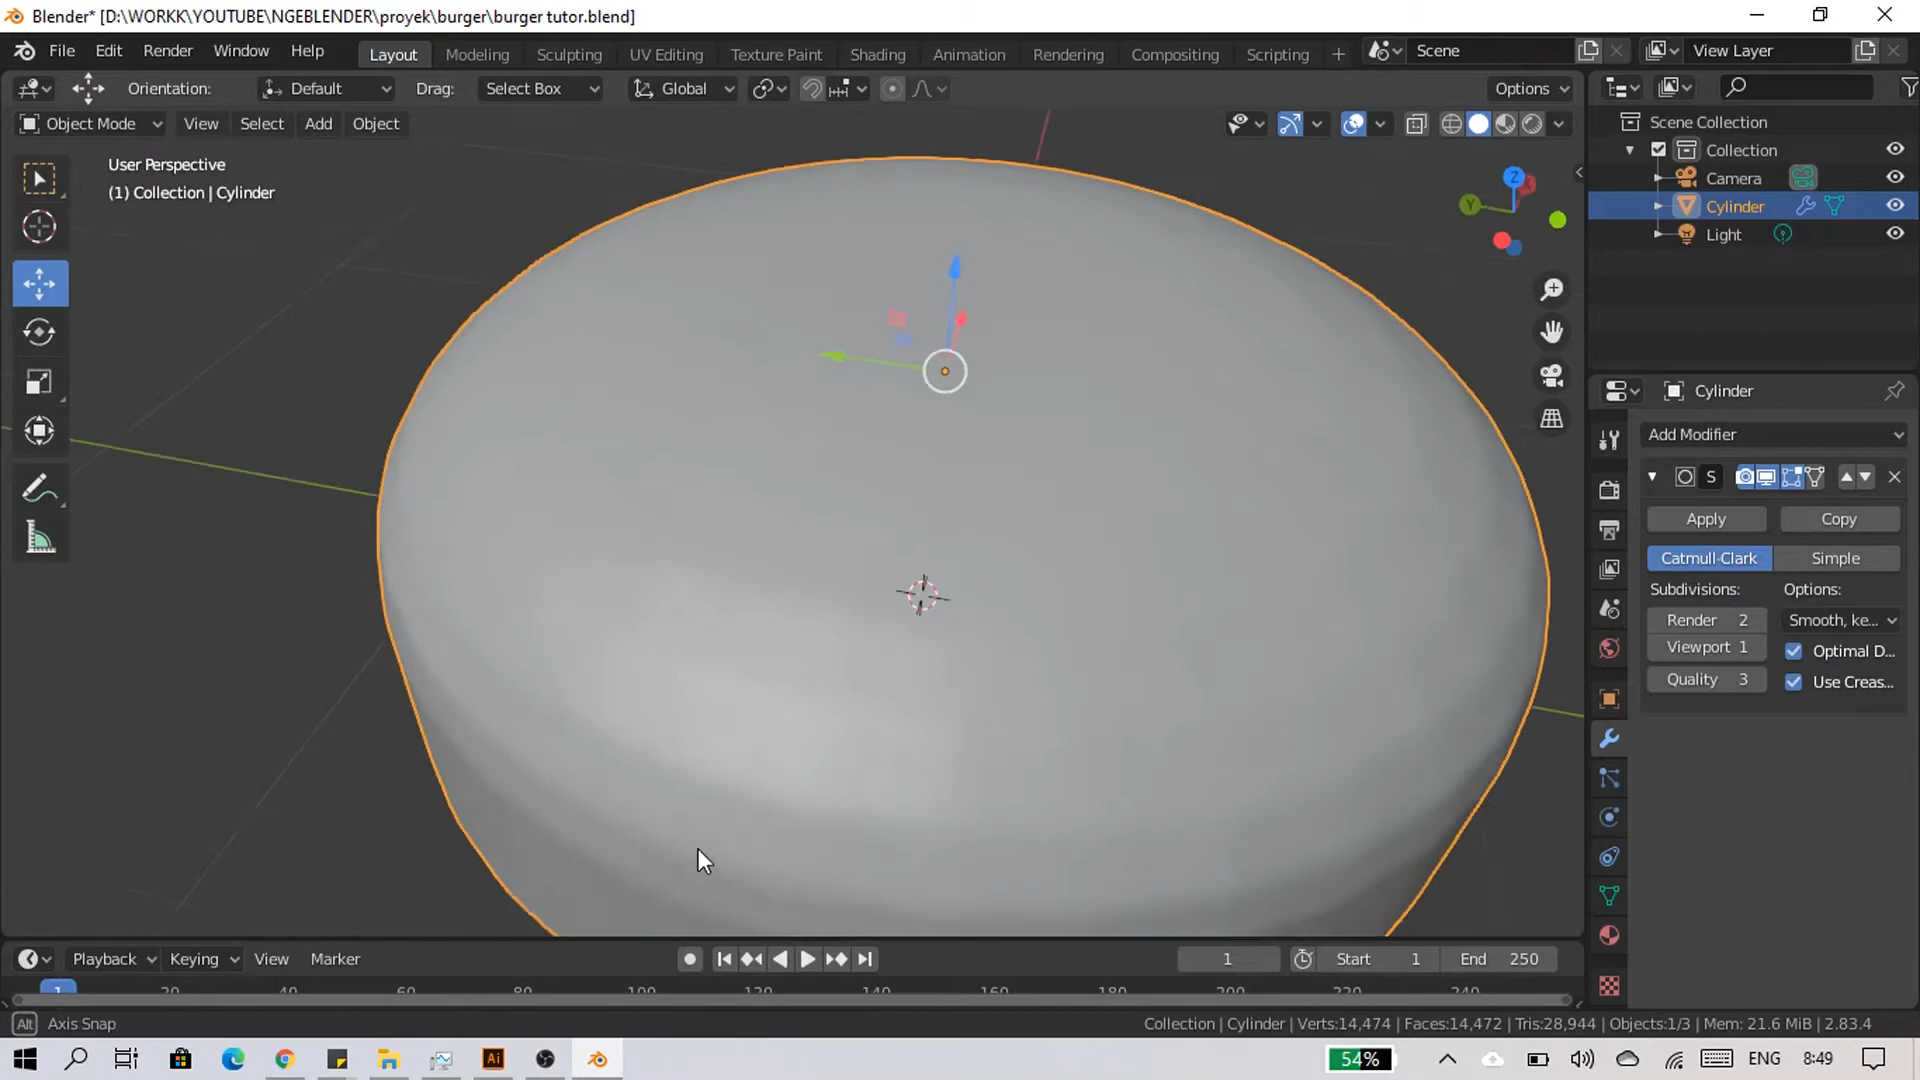 Blender* [D:\WORKK\YOUTUBE\NGEBLENDER\proyek\burger\burger tutor.blend]
File Edit Render Window Help Layout Modeling Sculpting UV Editing Texture Paint Shading Animation Rendering Compositing Scripting + Scene View Layer
Orientation: Default Drag: Select Box Global Options
Object Mode View Select Add Object
User Perspective
(1) Collection | Cylinder
Z
Y
X
Scene Collection
Collection
Camera
Cylinder
Light
Cylinder
Add Modifier
S
Apply Copy
Catmull-Clark Simple
Subdivisions: Options:
Render 2 Smooth, ke...
Viewport 1 Optimal D...
Quality 3 Use Creas...
Playback Keying View Marker 1 Start 1 End 250
1 20 40 60 80 100 120 140 160 180 200 220 240
Alt Axis Snap Collection | Cylinder | Verts:14,474 | Faces:14,472 | Tris:28,944 | Objects:1/3 | Mem: 21.6 MiB | 2.83.4
Ai 54% ENG 8:49